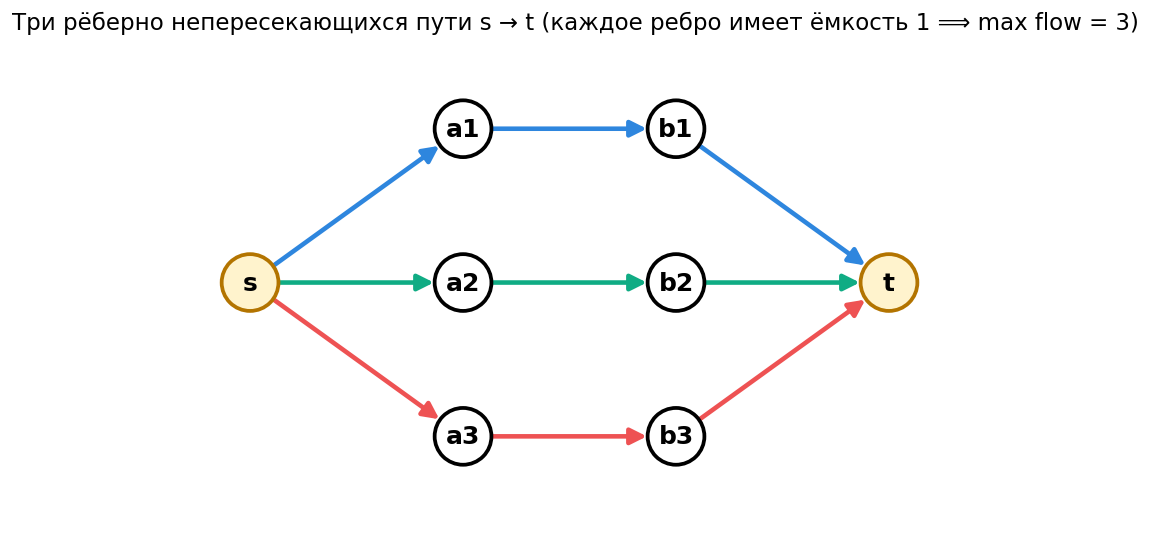 Три рёберно непересекающихся пути s → t (каждое ребро имеет ёмкость 1 ⟹ max flow = 3)
a1
b1
s
a2
b2
t
a3
b3